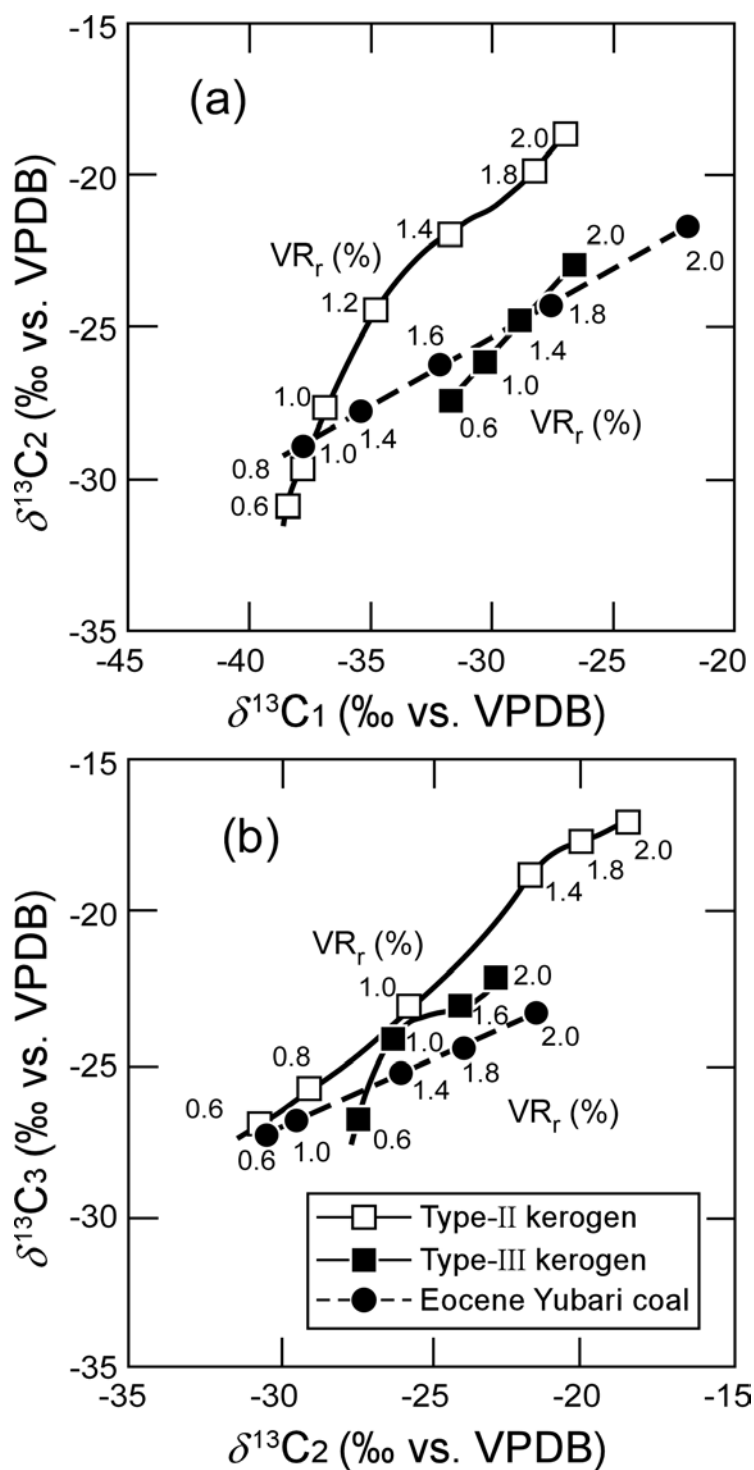 -15
(a)
2.0
-20
1.8
1.4
VRr (%)
2.0
1.2
2.0
1.8
-25
1.6
1.4
1.0
1.0
0.6
VRr (%)
1.4
1.0
0.8
-30
0.6
-35
-45 -40 -35 -30 -25 -20
δ13C2 (‰ vs. VPDB)
δ13C1 (‰ vs. VPDB)
-15
(b)
2.0
1.8
1.4
-20
VRr (%)
1.0
2.0
1.6
1.0
2.0
0.8
-25
1.8
1.4
0.6
VRr (%)
0.6
0.6 1.0
-30
Type-II kerogen
Type-III kerogen
Eocene Yubari coal
-35
-35 -30 -25 -20 -15
δ13C3 (‰ vs. VPDB)
δ13C2 (‰ vs. VPDB)